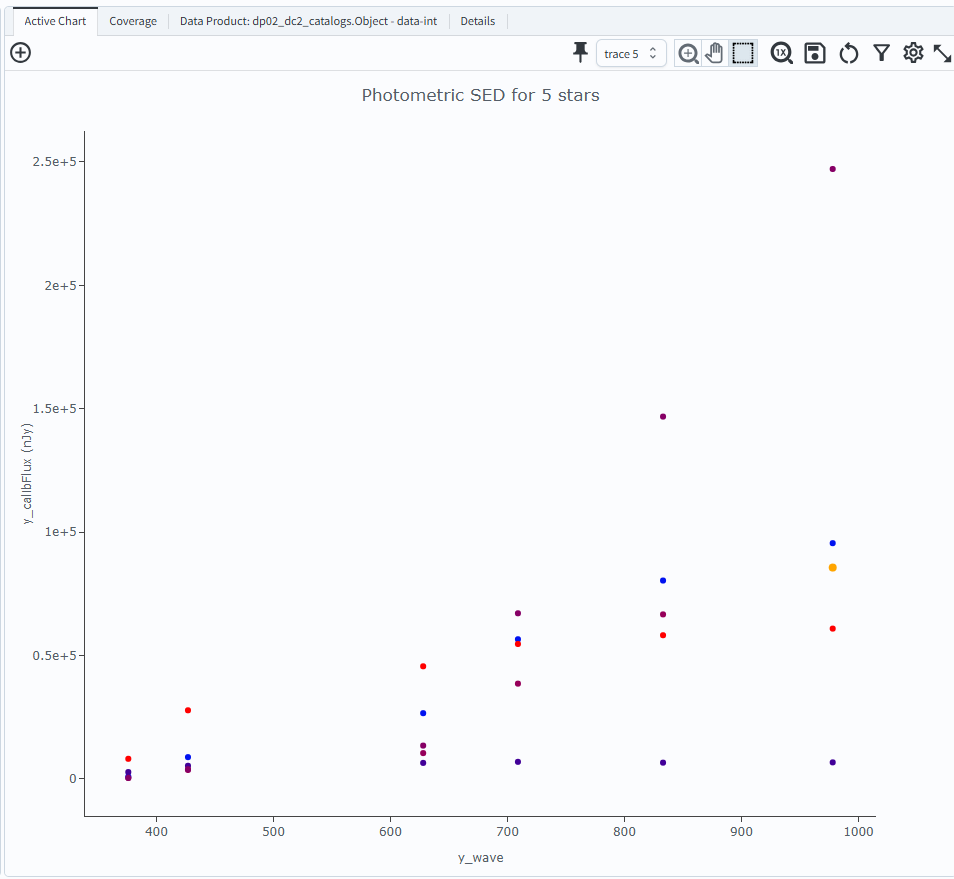 Active Chart
Coverage
Data Product: dp02_dc2_catalogs.Object - data-int
Details
trace 5
1X
Photometric SED for 5 stars
2.5e+5
2e+5
1.5e+5
1e+5
0.5e+5
0
y_calibFlux (nJy)
400 500 600 700 800 900 1000
y_wave